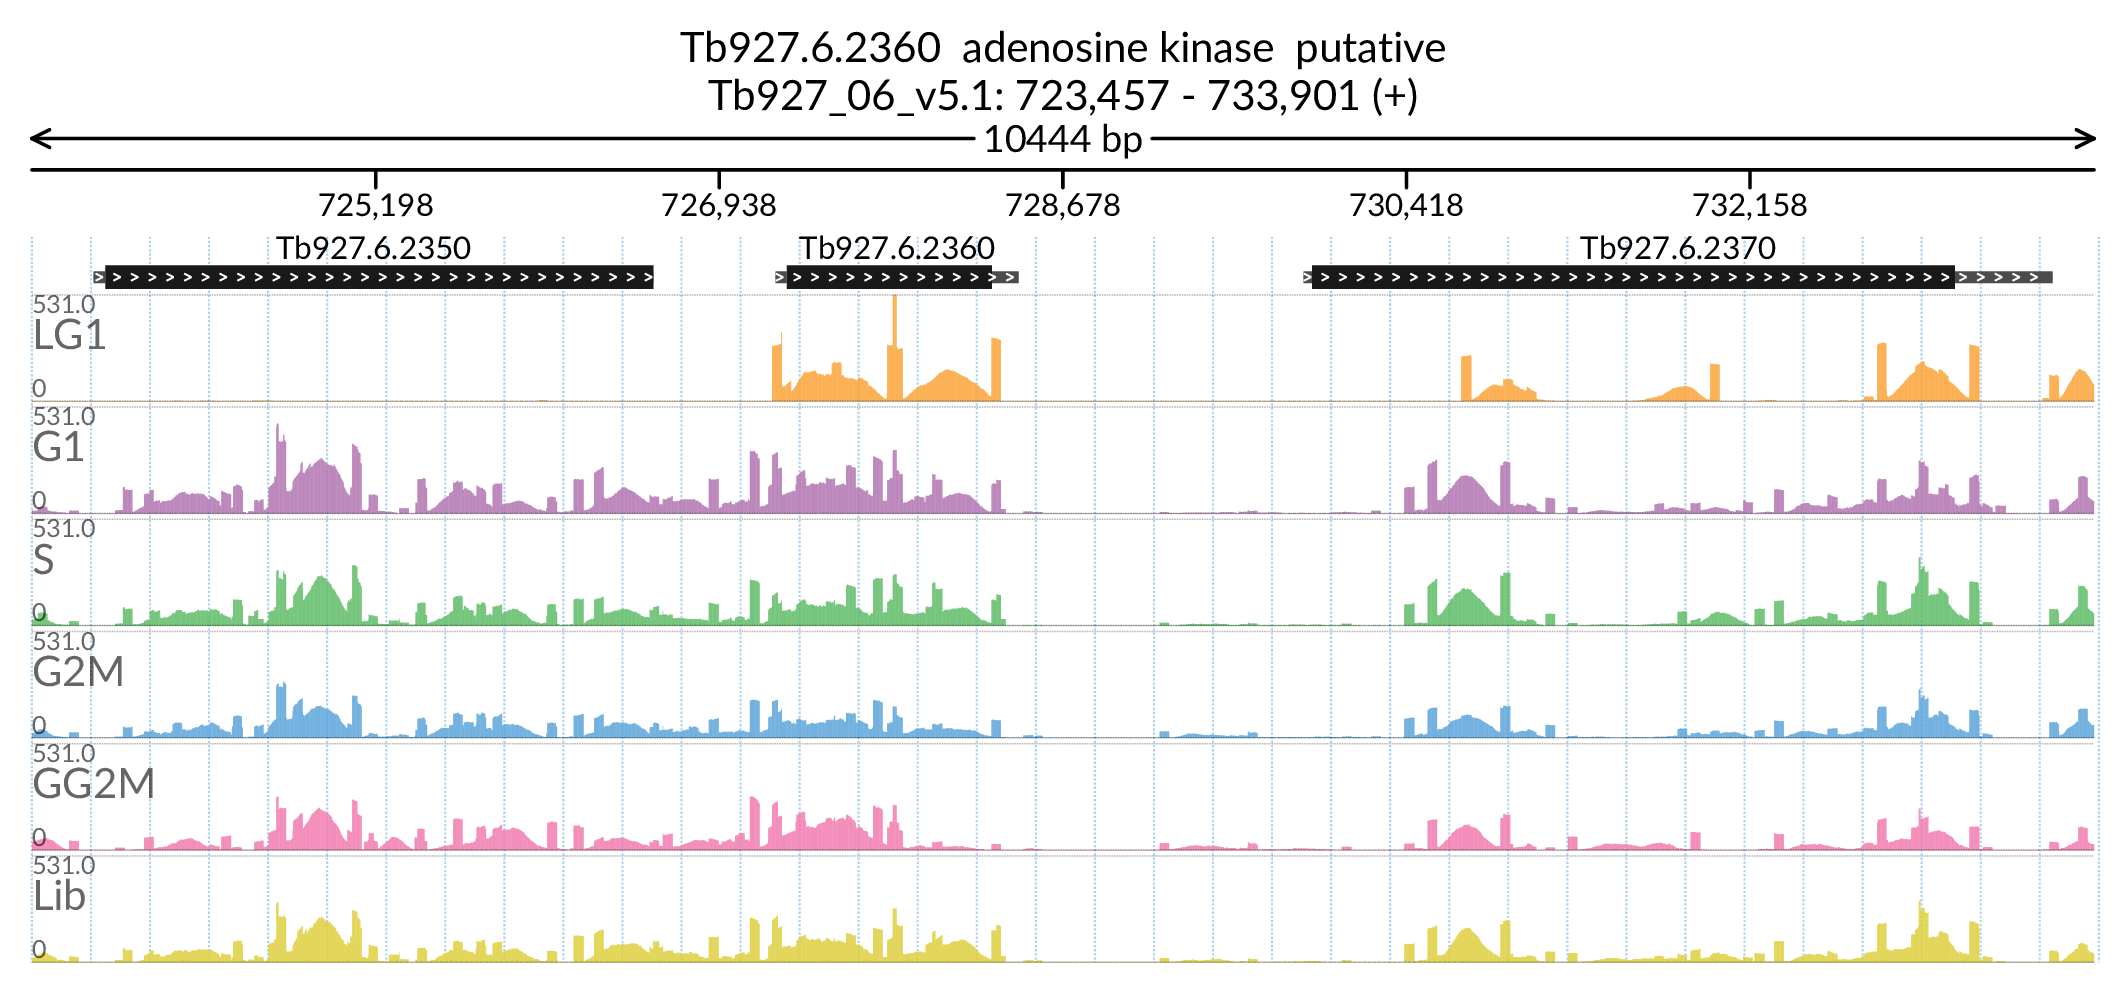 Tb927.6.2360  adenosine kinase  putative
Tb927_06_v5.1: 723,457 - 733,901 (+)
10444 bp
725,198 726,938 728,678 730,418 732,158
Tb927.6.2350 Tb927.6.2360 Tb927.6.2370
531.0
LG1
0
531.0
G1
0
531.0
S
0
531.0
G2M
0
531.0
GG2M
0
531.0
Lib
0